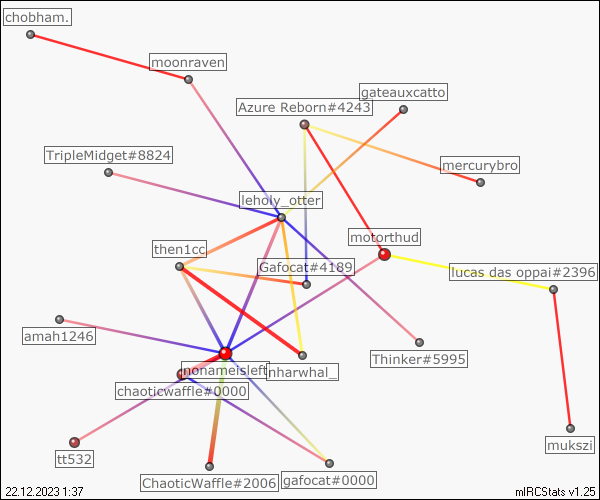 chobham.
moonraven
gateauxcatto
Azure Reborn#4243
TripleMidget#8824
mercurybro
leholy_otter
motorthud
then1cc
Gafocat#4189
lucas das oppai#2396
amah1246
Thinker#5995
nonameisleft
nharwhal_
chaoticwaffle#0000
mukszi
tt532
ChaoticWaffle#2006
gafocat#0000
22.12.2023 1:37
mIRCStats v1.25